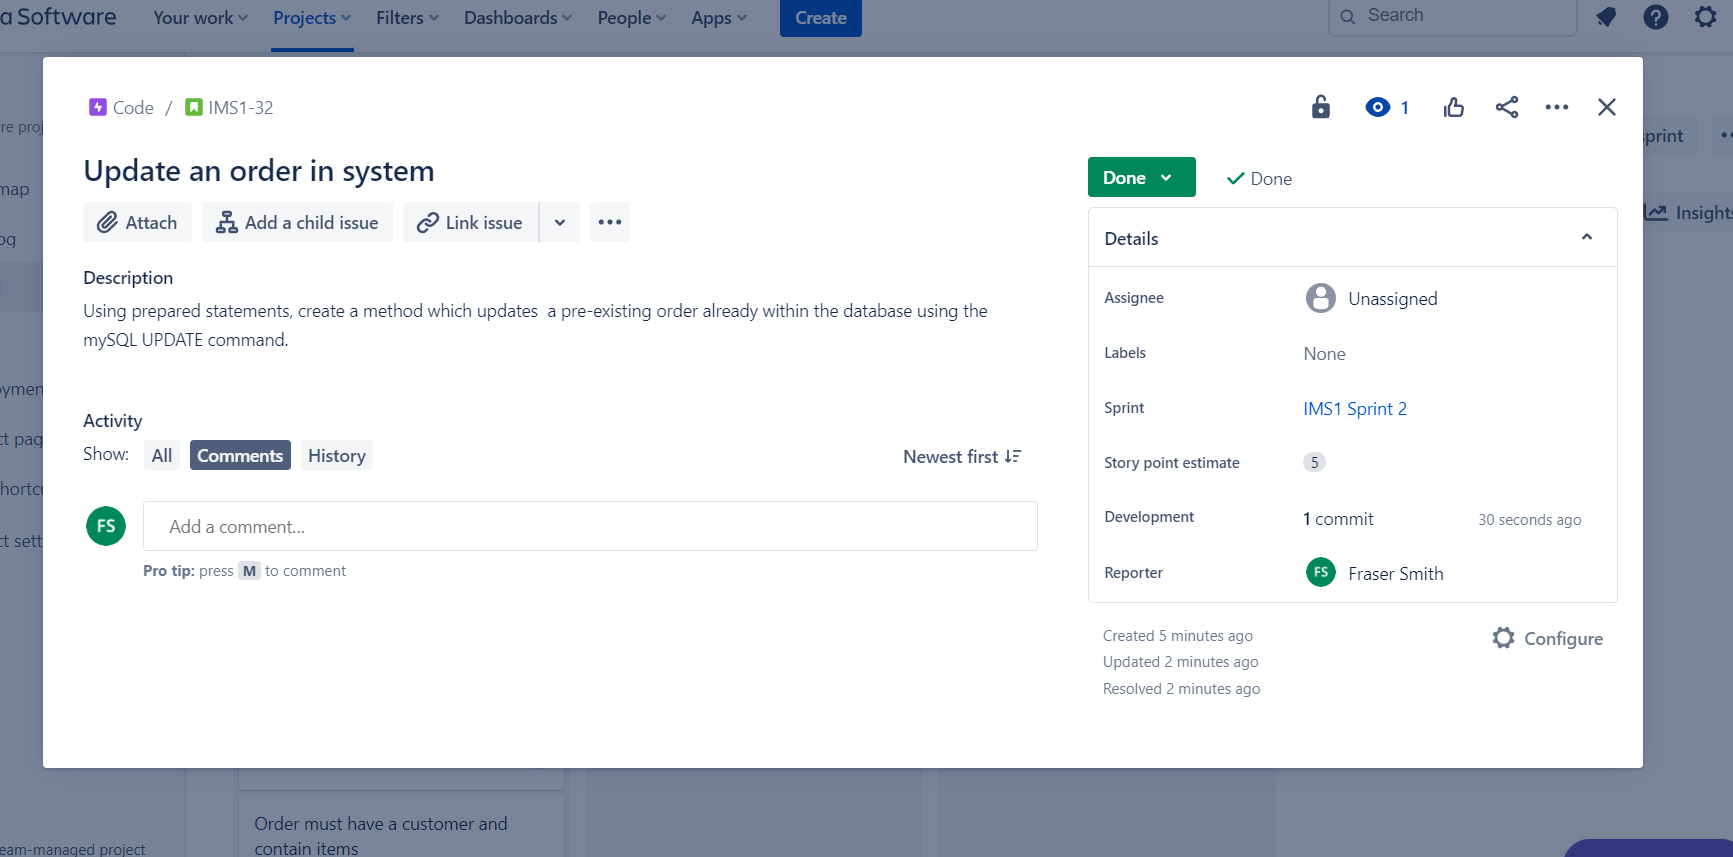 a Software
Your work
Projects
Filters
Dashboards
People
Apps
Create
Search
Code / IMS1-32
1
Update an order in system
Attach
Add a child issue
Link issue
Description
Using prepared statements, create a method which updates  a pre-existing order already within the database using the
mySQL UPDATE command.
Activity
Show:
All
Comments
History
Newest first
FS
Add a comment...
Pro tip: press M to comment
Done
Done
Details
Assignee
Unassigned
Labels
None
Sprint
IMS1 Sprint 2
Story point estimate
5
Development
1 commit
30 seconds ago
Reporter
FS
Fraser Smith
Created 5 minutes ago
Updated 2 minutes ago
Resolved 2 minutes ago
Configure
re proj
map
og
oymen
ct pag
hortcu
ct sett
print
Insights
Order must have a customer and
contain items
eam-managed project